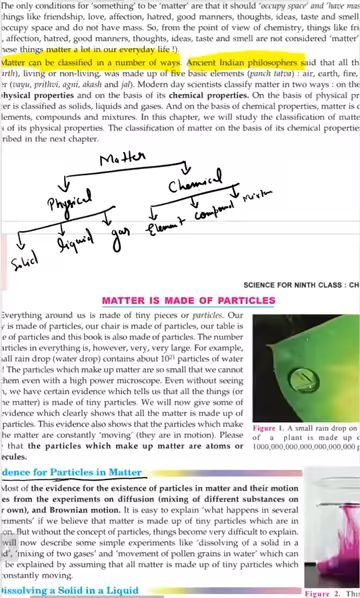 The only conditions for 'something' to be 'matter' are that it should 'occupy space' and 'have mas
things like friendship, love, affection, hatred, good manners, thoughts, ideas, taste and smell
occupy space and do not have mass. So, from the point of view of chemistry, things like fri
, affection, hatred, good manners, thoughts, ideas, taste and smell are not considered 'matter'
hese things matter a lot in our everyday life !).
Matter can be classified in a number of ways. Ancient Indian philosophers said that all th
arth), living or non-living, was made up of five basic elements (panch tatva) : air, earth, fire,
er (vayu, prithvi, agni, akash and jal). Modern day scientists classify matter in two ways : on the
physical properties and on the basis of its chemical properties. On the basis of physical pr
ter is classified as solids, liquids and gases. And on the basis of chemical properties, matter is c
lements, compounds and mixtures. In this chapter, we will study the classification of matte
s of its physical properties. The classification of matter on the basis of its chemical propertie
ribed in the next chapter.
Matter
Physical Chemical
Solid liquid gas Element compound Mixture
SCIENCE FOR NINTH CLASS : CH
MATTER IS MADE OF PARTICLES
Everything around us is made of tiny pieces or particles. Our
y is made of particles, our chair is made of particles, our table is
e of particles and this book is also made of particles. The number
articles in everything is, however, very, very large. For example,
all rain drop (water drop) contains about 10²¹ particles of water
! The particles which make up matter are so small that we cannot
hem even with a high power microscope. Even without seeing
n, we have certain evidence which tells us that all the things (or
he matter) is made of tiny particles. We will now give some of
evidence which clearly shows that all the matter is made up of
particles. This evidence also shows that the particles which make
he matter are constantly 'moving' (they are in motion). Please
that the particles which make up matter are atoms or
ecules.
Figure 1. A small rain drop on
of a plant is made up o
1000,000,000,000,000,000,000 p
dence for Particles in Matter
Most of the evidence for the existence of particles in matter and their motion
es from the experiments on diffusion (mixing of different substances on
r own), and Brownian motion. It is easy to explain 'what happens in several
eriments' if we believe that matter is made up of tiny particles which are in
on. But without the concept of particles, things become very difficult to explain.
will now describe some simple experiments like 'dissolving of a solid in a
d', 'mixing of two gases' and 'movement of pollen grains in water' which can
be explained by assuming that all matter is made up of tiny particles which
constantly moving.
issolving a Solid in a Liquid
Figure 2. This